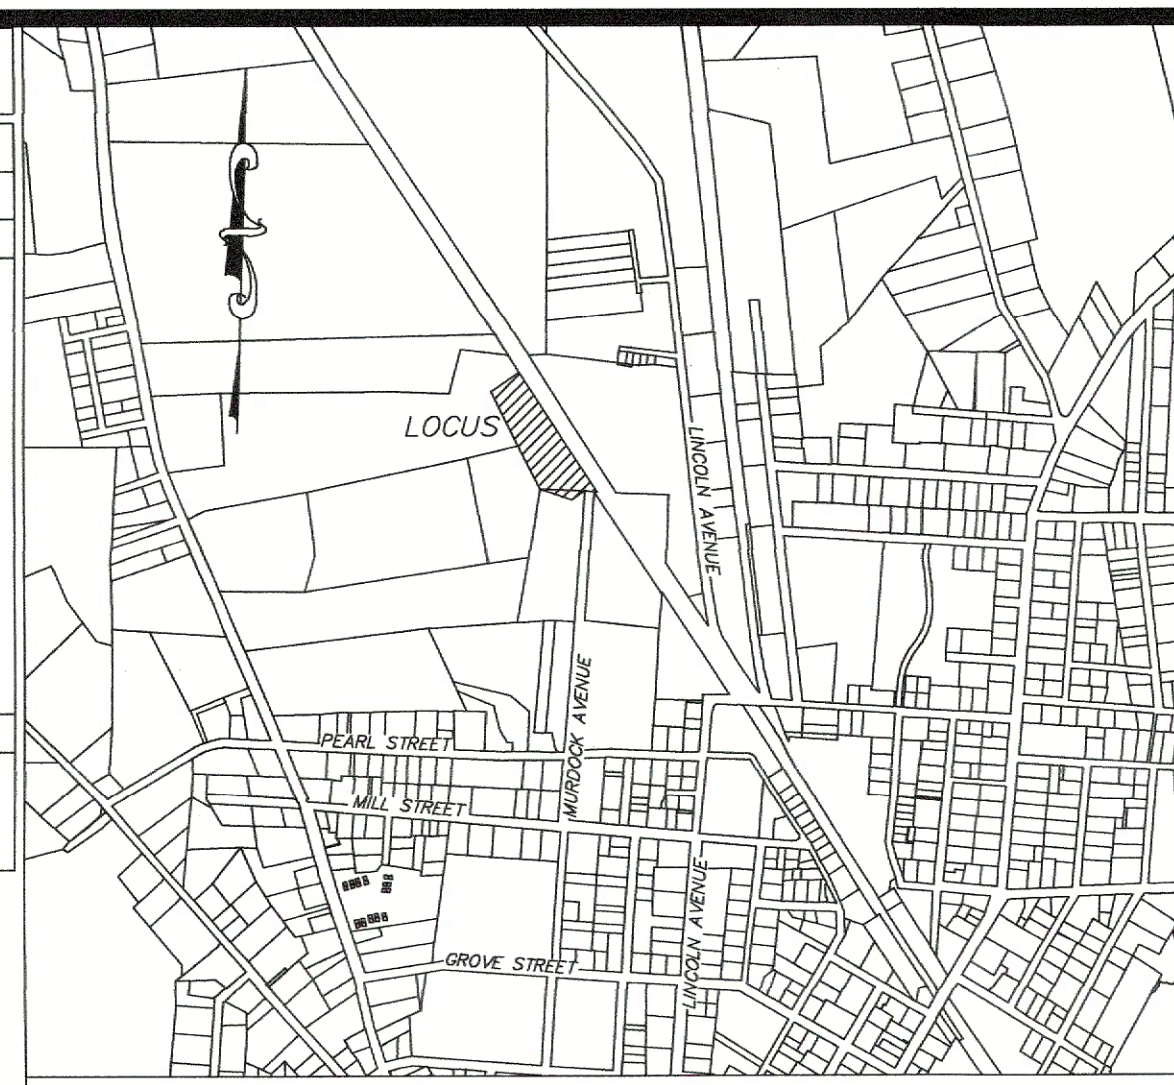 LOCUS
LINCOLN AVENUE
MURDOCK AVENUE
PEARL STREET
MILL STREET
LINCOLN AVENUE
GROVE STREET